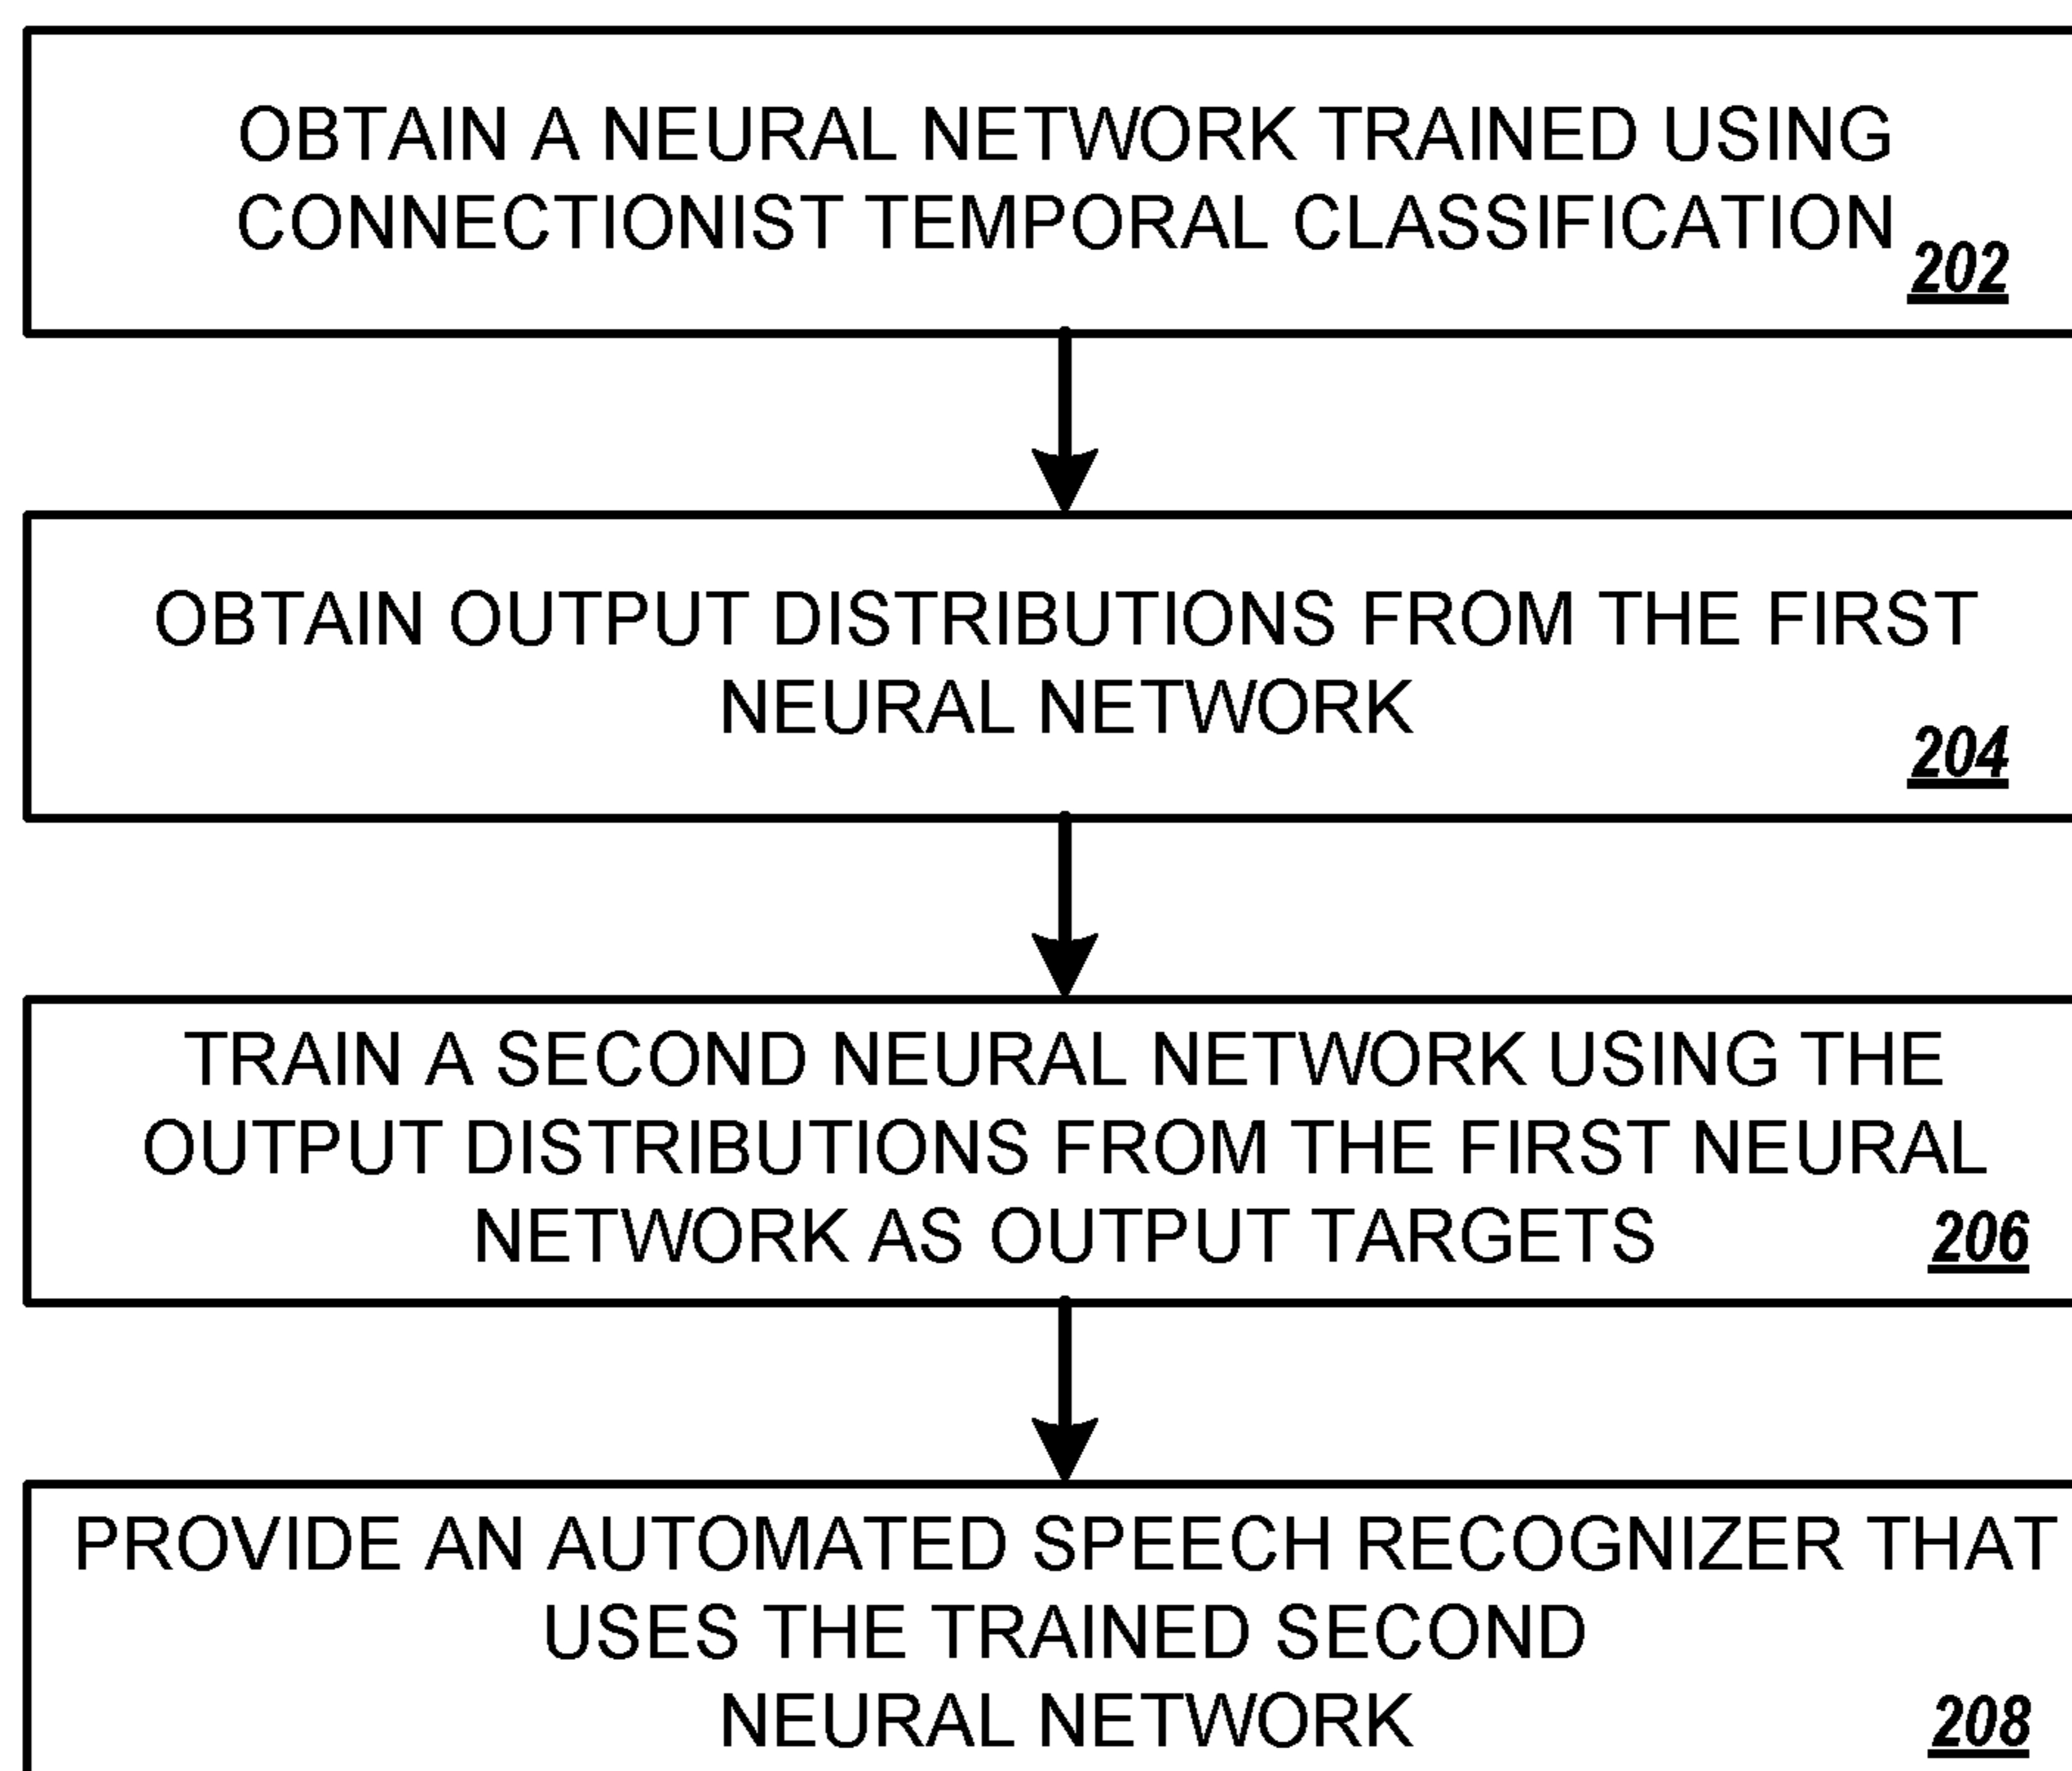 OBTAIN A NEURAL NETWORK TRAINED USING
CONNECTIONIST TEMPORAL CLASSIFICATION
202
OBTAIN OUTPUT DISTRIBUTIONS FROM THE FIRST
NEURAL NETWORK
204
TRAIN A SECOND NEURAL NETWORK USING THE
OUTPUT DISTRIBUTIONS FROM THE FIRST NEURAL
NETWORK AS OUTPUT TARGETS 206
PROVIDE AN AUTOMATED SPEECH RECOGNIZER THAT
USES THE TRAINED SECOND
NEURAL NETWORK 208